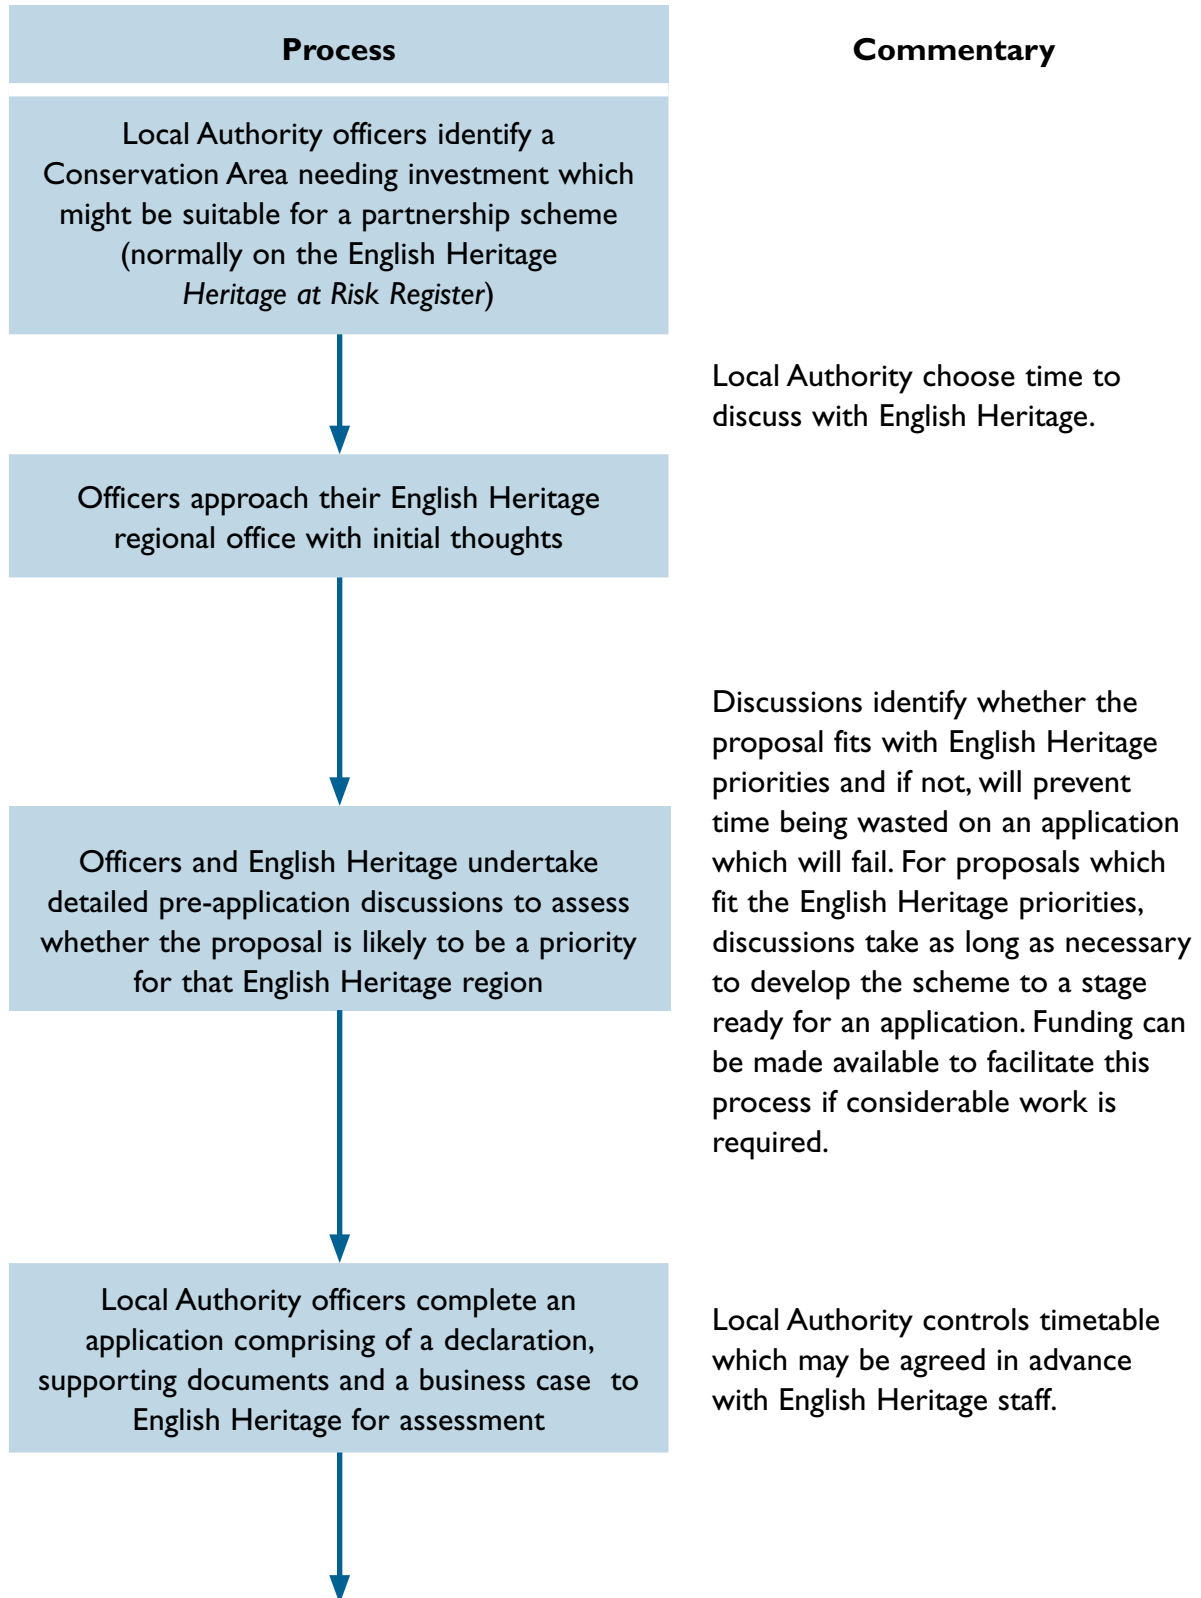 Process
Commentary
Local Authority officers identify a
Conservation Area needing investment which
might be suitable for a partnership scheme
(normally on the English Heritage
Heritage at Risk Register)
Local Authority choose time to
discuss with English Heritage.
Officers approach their English Heritage
regional office with initial thoughts
Discussions identify whether the
proposal fits with English Heritage
priorities and if not, will prevent
time being wasted on an application
which will fail. For proposals which
fit the English Heritage priorities,
discussions take as long as necessary
to develop the scheme to a stage
ready for an application. Funding can
be made available to facilitate this
process if considerable work is
required.
Officers and English Heritage undertake
detailed pre-application discussions to assess
whether the proposal is likely to be a priority
for that English Heritage region
Local Authority officers complete an
application comprising of a declaration,
supporting documents and a business case to
English Heritage for assessment
Local Authority controls timetable
which may be agreed in advance
with English Heritage staff.